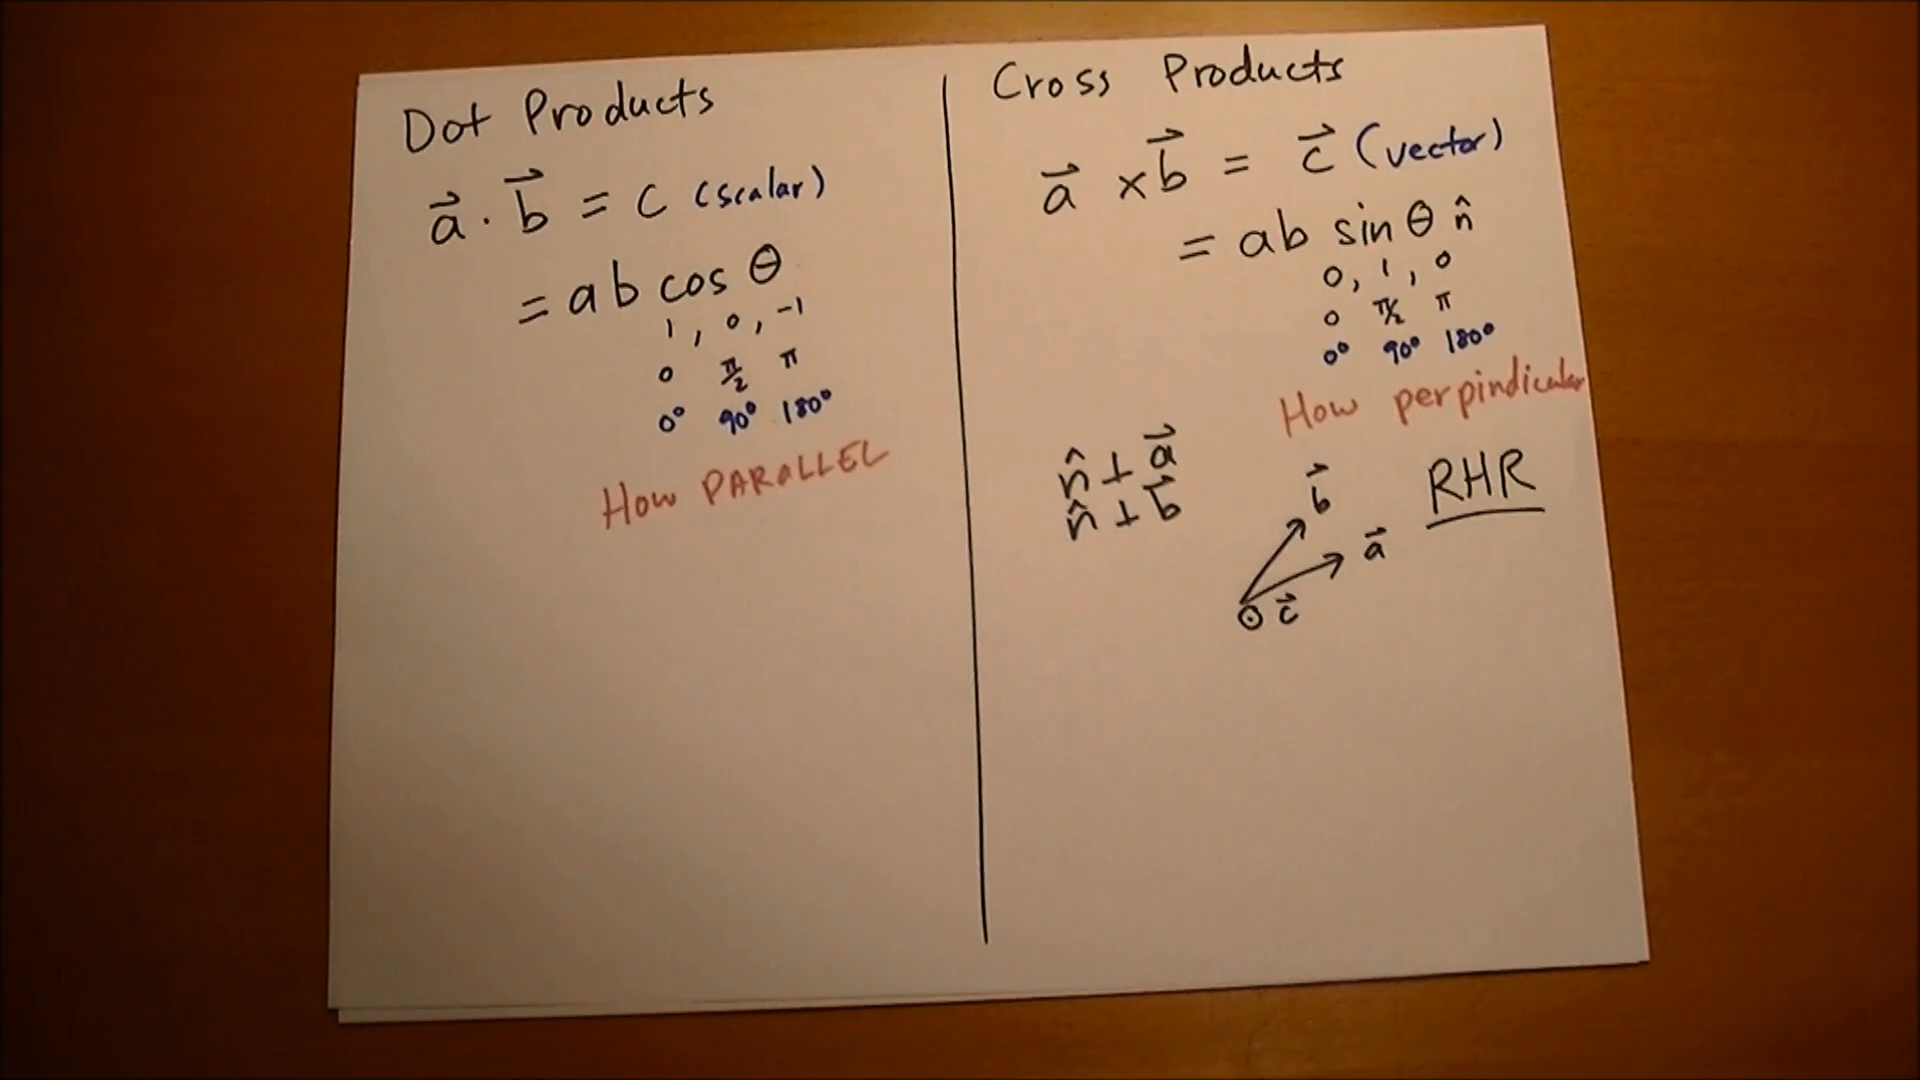 Dot Products
a⃗ · b⃗ = c (scalar)
= ab cos θ
1, 0, -1
0 π/2 π
0° 90° 180°
How PARALLEL
Cross Products
a⃗ × b⃗ = c⃗ (vector)
= ab sin θ n̂
0, 1, 0
0 π/2 π
0° 90° 180°
How perpindicular
n̂ ⊥ a⃗
n̂ ⊥ b⃗
b⃗
a⃗
c⃗
RHR